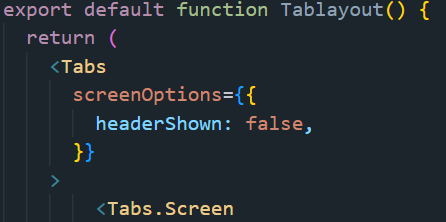 export default function Tablayout() {
  return (
    <Tabs
      screenOptions={{
        headerShown: false,
      }}
    >
        <Tabs.Screen